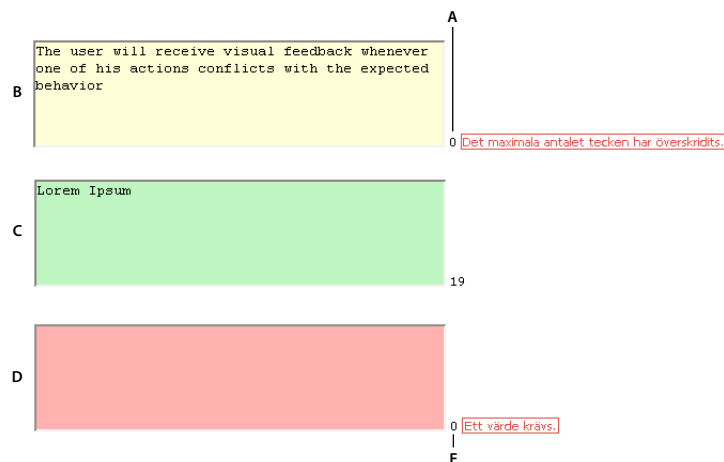 A
B
The user will receive visual feedback whenever
one of his actions conflicts with the expected
behavior
0 Det maximala antalet tecken har överskridits.
C
Lorem Ipsum
19
D
0 Ett värde krävs.